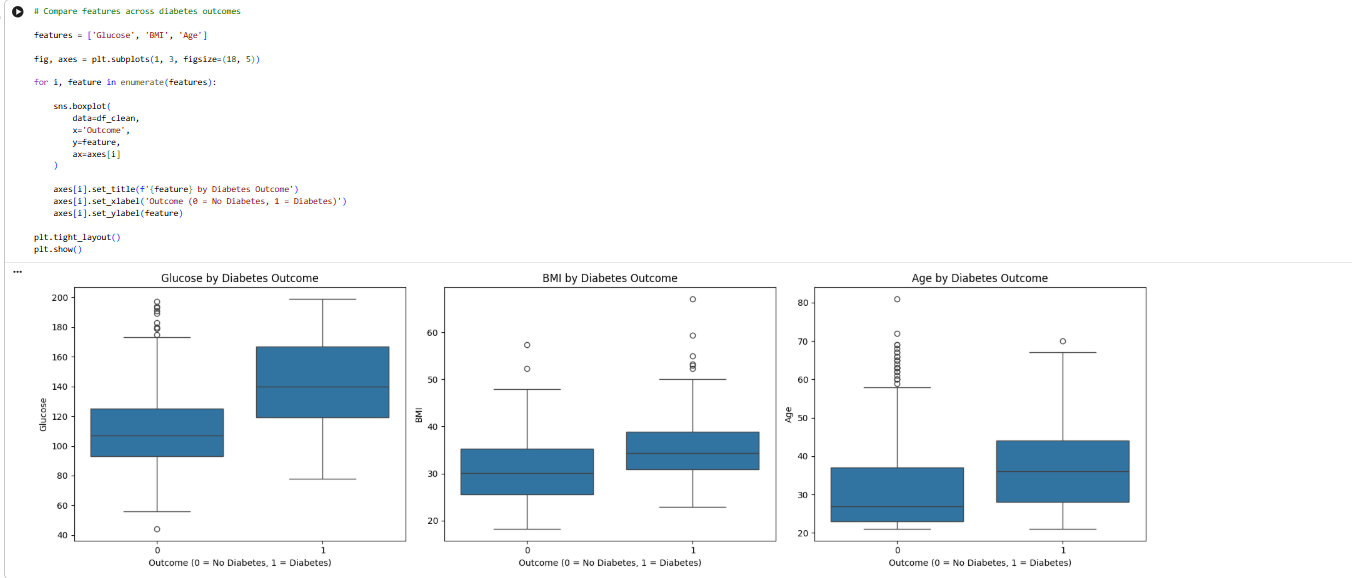 # Compare features across diabetes outcomes
features = ['Glucose', 'BMI', 'Age']
fig, axes = plt.subplots(1, 3, figsize=(18, 5))
for i, feature in enumerate(features):
    sns.boxplot(
        data=df_clean,
        x='Outcome',
        y=feature,
        ax=axes[i]
    )
    axes[i].set_title(f'{feature} by Diabetes Outcome')
    axes[i].set_xlabel('Outcome (0 = No Diabetes, 1 = Diabetes)')
    axes[i].set_ylabel(feature)
plt.tight_layout()
plt.show()
Glucose by Diabetes Outcome
200
180
160
140
120
100
80
60
40
Glucose
0 1
Outcome (0 = No Diabetes, 1 = Diabetes)
BMI by Diabetes Outcome
60
50
40
30
20
BMI
0 1
Outcome (0 = No Diabetes, 1 = Diabetes)
Age by Diabetes Outcome
80
70
60
50
40
30
20
Age
0 1
Outcome (0 = No Diabetes, 1 = Diabetes)